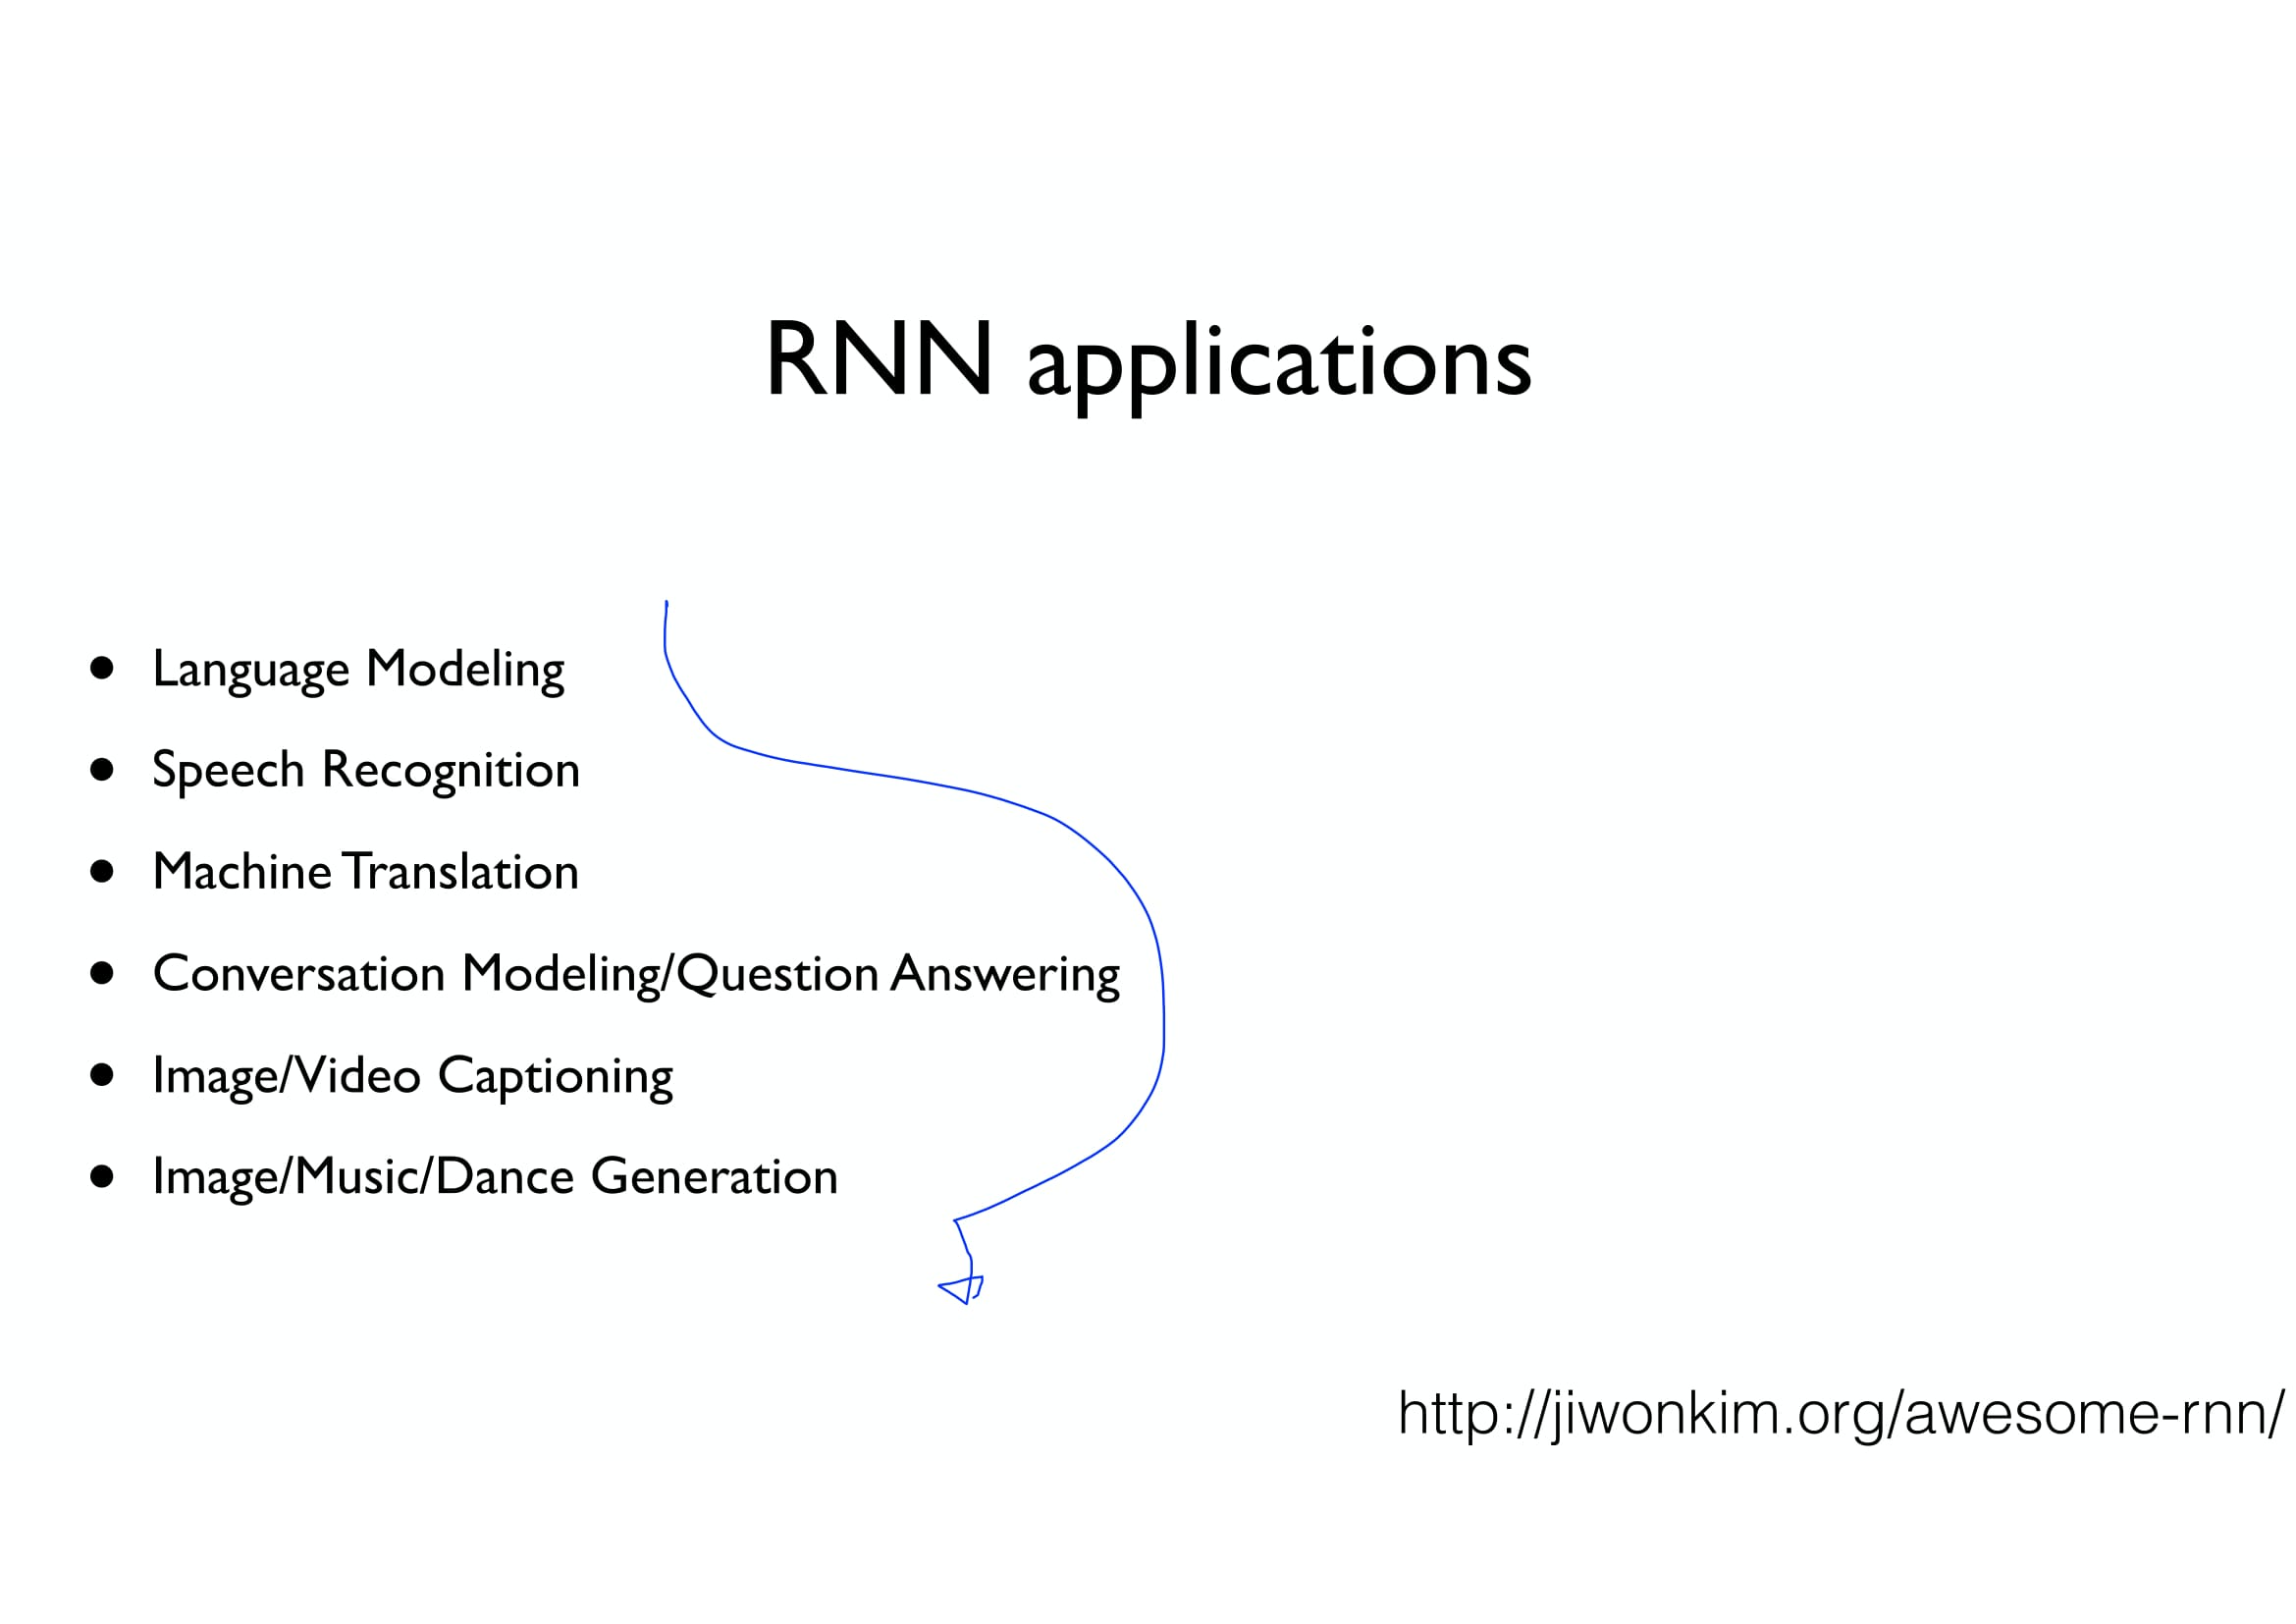 RNN applications
• Language Modeling
• Speech Recognition
• Machine Translation
• Conversation Modeling/Question Answering
• Image/Video Captioning
• Image/Music/Dance Generation
http://jiwonkim.org/awesome-rnn/